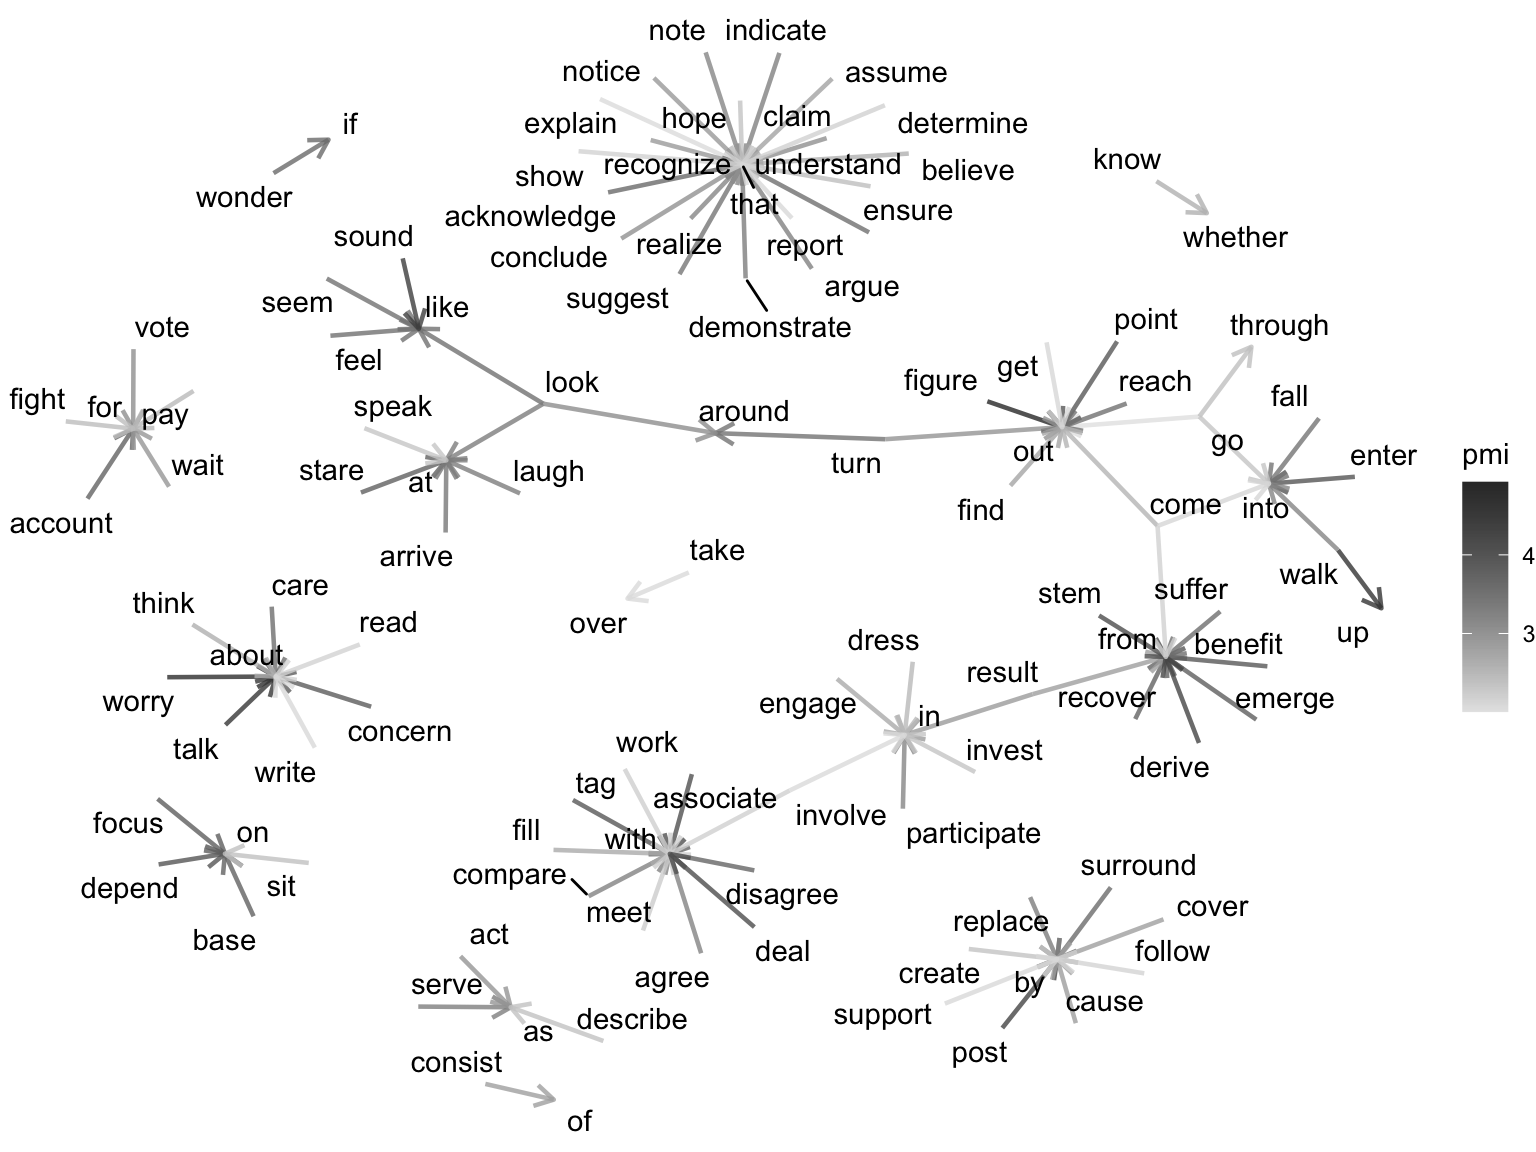 note indicate
notice assume
explain hope claim determine
if
recognize understand
know
show believe
wonder that
acknowledge ensure
sound realize report whether
conclude
suggest argue
seem like
demonstrate
vote point through
feel
look figure get reach
fall
fight for pay speak around
go
out enter
wait stare at laugh turn
pmi
account find come into
4
arrive take
think care over stem suffer walk
3
about read dress from benefit up
worry engage result recover emerge
talk concern in
write work invest
derive
tag associate
involve participate
focus on fill with
compare surround
depend sit disagree
base meet replace cover
act deal follow
serve agree create by
cause
as describe support
consist post
of